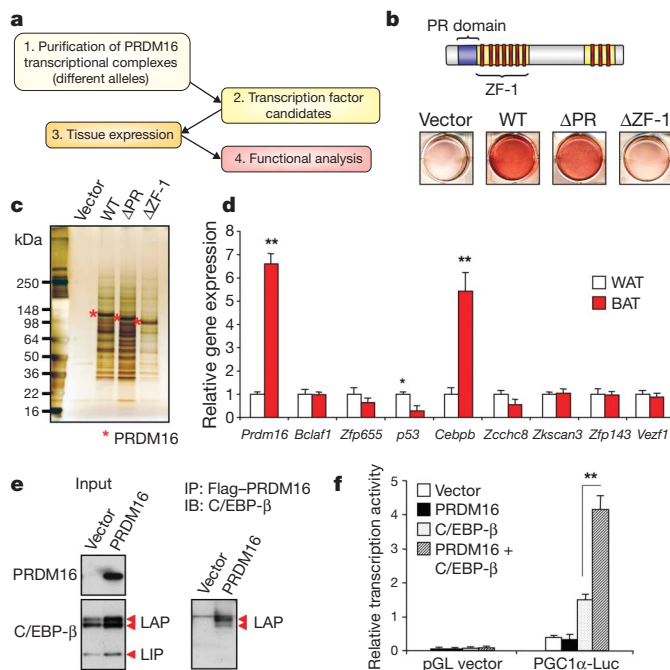 a
1. Purification of PRDM16
transcriptional complexes
(different alleles)
2. Transcription factor
candidates
3. Tissue expression
4. Functional analysis
b
PR domain
ZF-1
Vector WT ΔPR ΔZF-1
c
kDa
Vector WT ΔPR ΔZF-1
250
148
98
64
50
36
22
16
* * *
* PRDM16
d
Relative gene expression
8
7
6
5
4
3
2
1
0
** * **
WAT
BAT
Prdm16 Bclaf1 Zfp655 p53 Cebpb Zcchc8 Zkscan3 Zfp143 Vezf1
e
Input
Vector PRDM16
PRDM16
C/EBP-β
LAP
LIP
IP: Flag–PRDM16
IB: C/EBP-β
Vector PRDM16
LAP
f
Relative transcription activity
5
4
3
2
1
0
Vector
PRDM16
C/EBP-β
PRDM16 +
C/EBP-β
**
pGL vector PGC1α-Luc